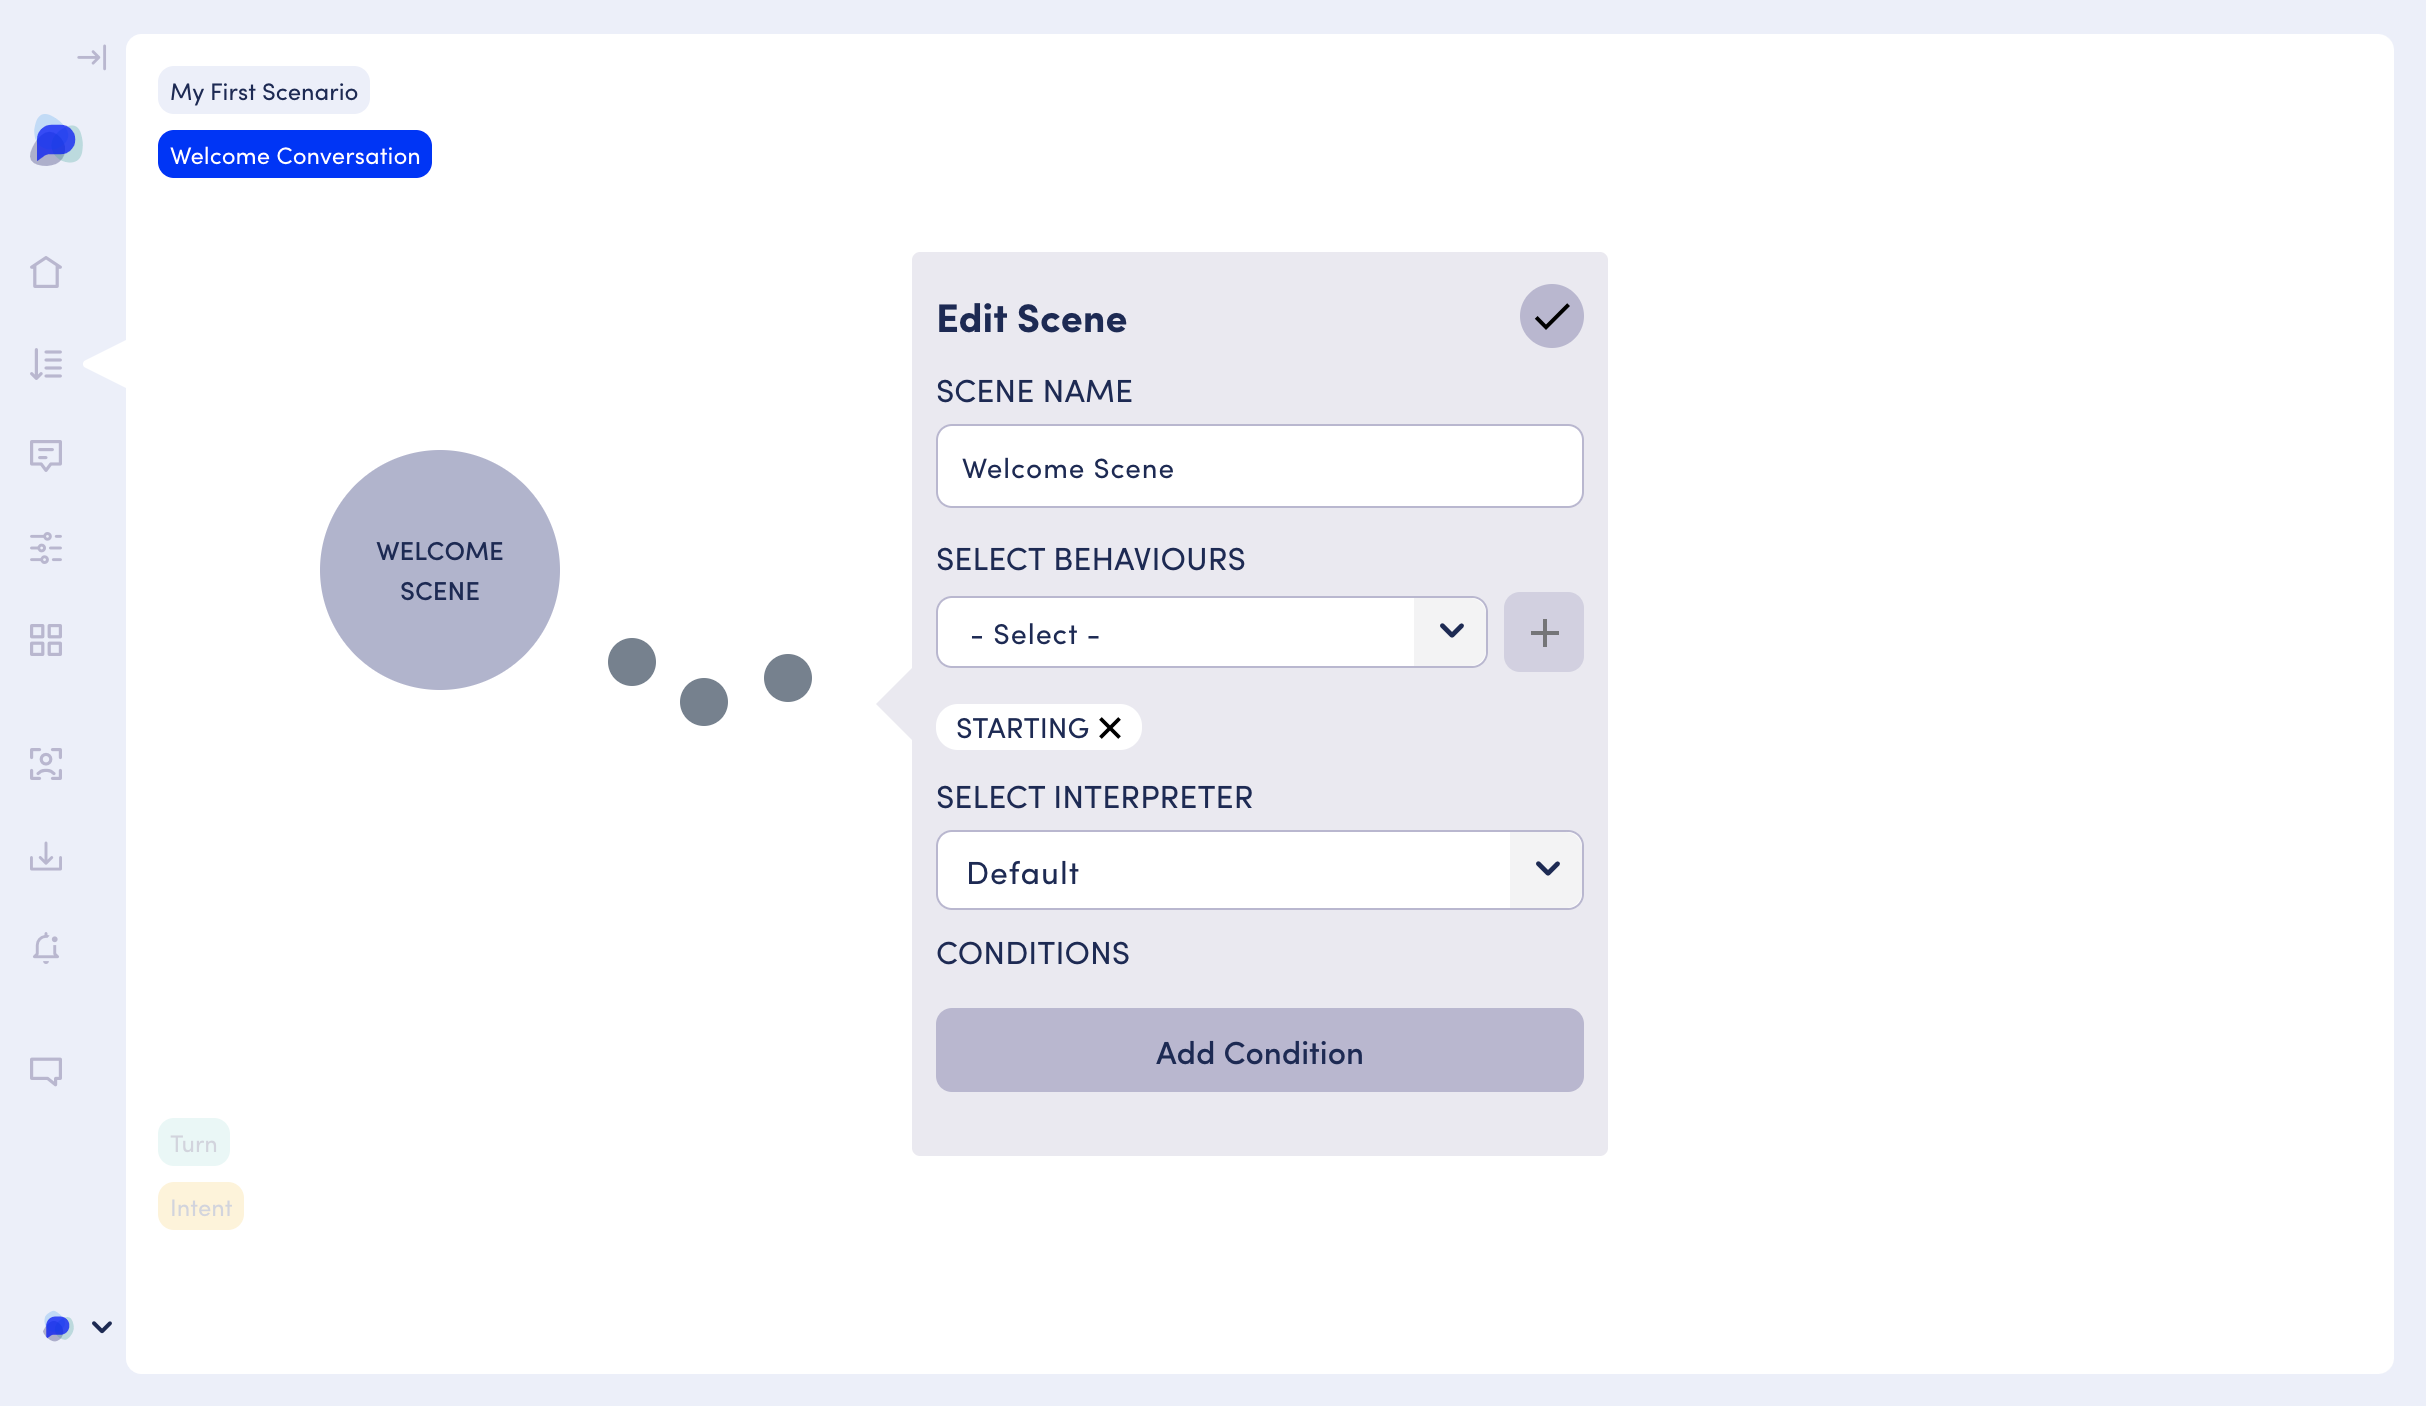 My First Scenario
Welcome Conversation
WELCOME
SCENE
Edit Scene
SCENE NAME
Welcome Scene
SELECT BEHAVIOURS
- Select -
STARTING
SELECT INTERPRETER
Default
CONDITIONS
Add Condition
Turn
Intent